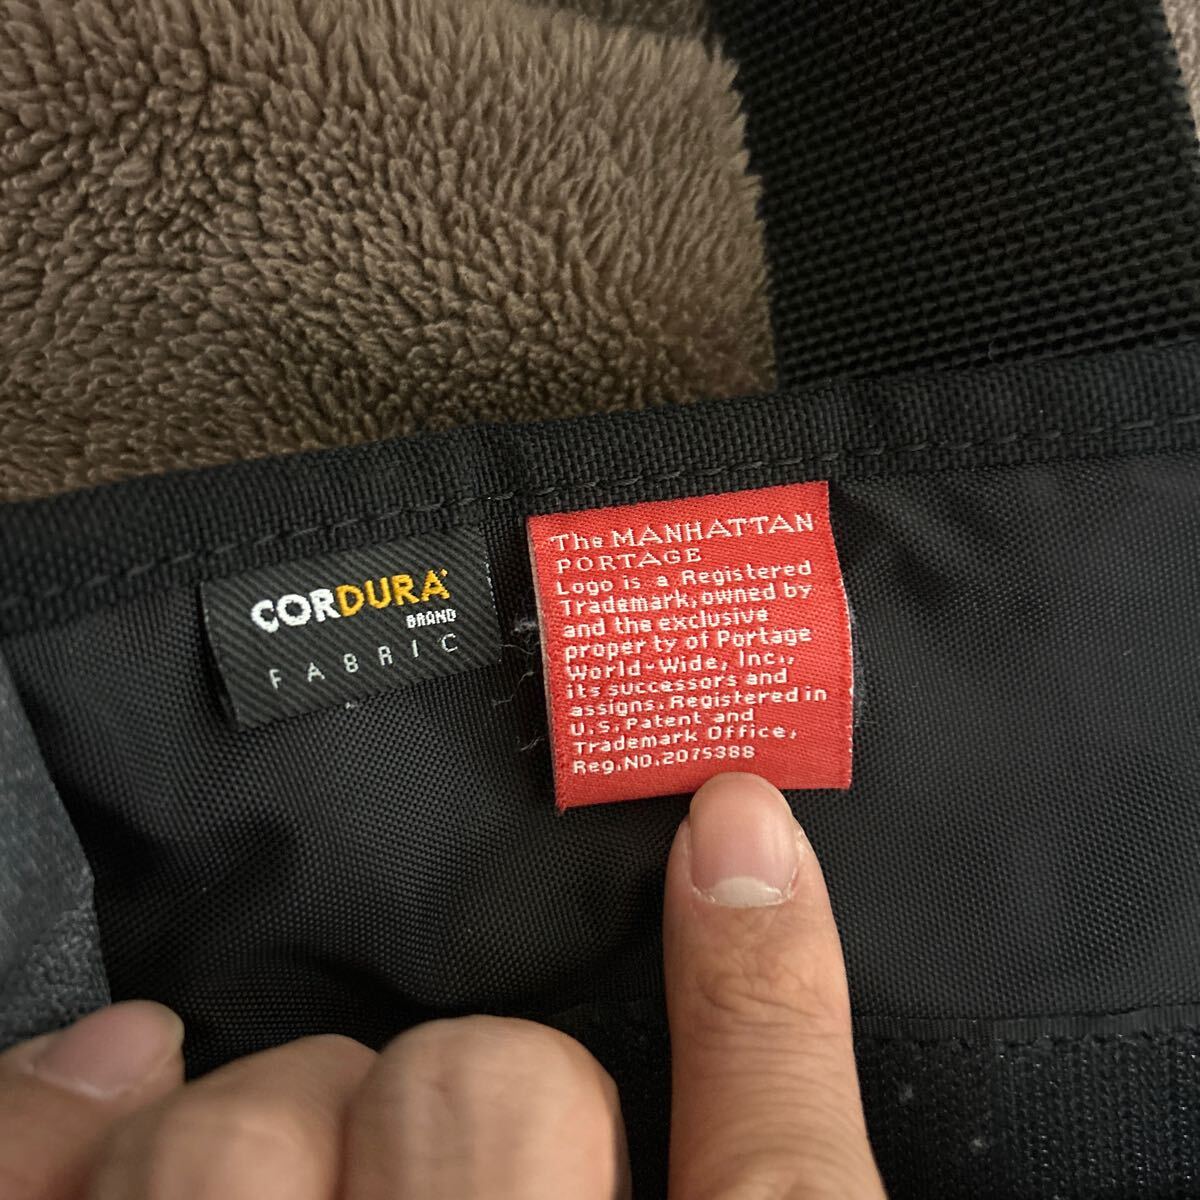 CORDURA
BRAND
FABRIC
The MANHATTAN
PORTAGE
Logo is a Registered
Trademark, owned by
and the exclusive
proper ty of Portage
World-Wide, Inc.,
its successors and
assigns. Registered in
U.S. Patent and
Trademark Office,
Reg.NO.2075388